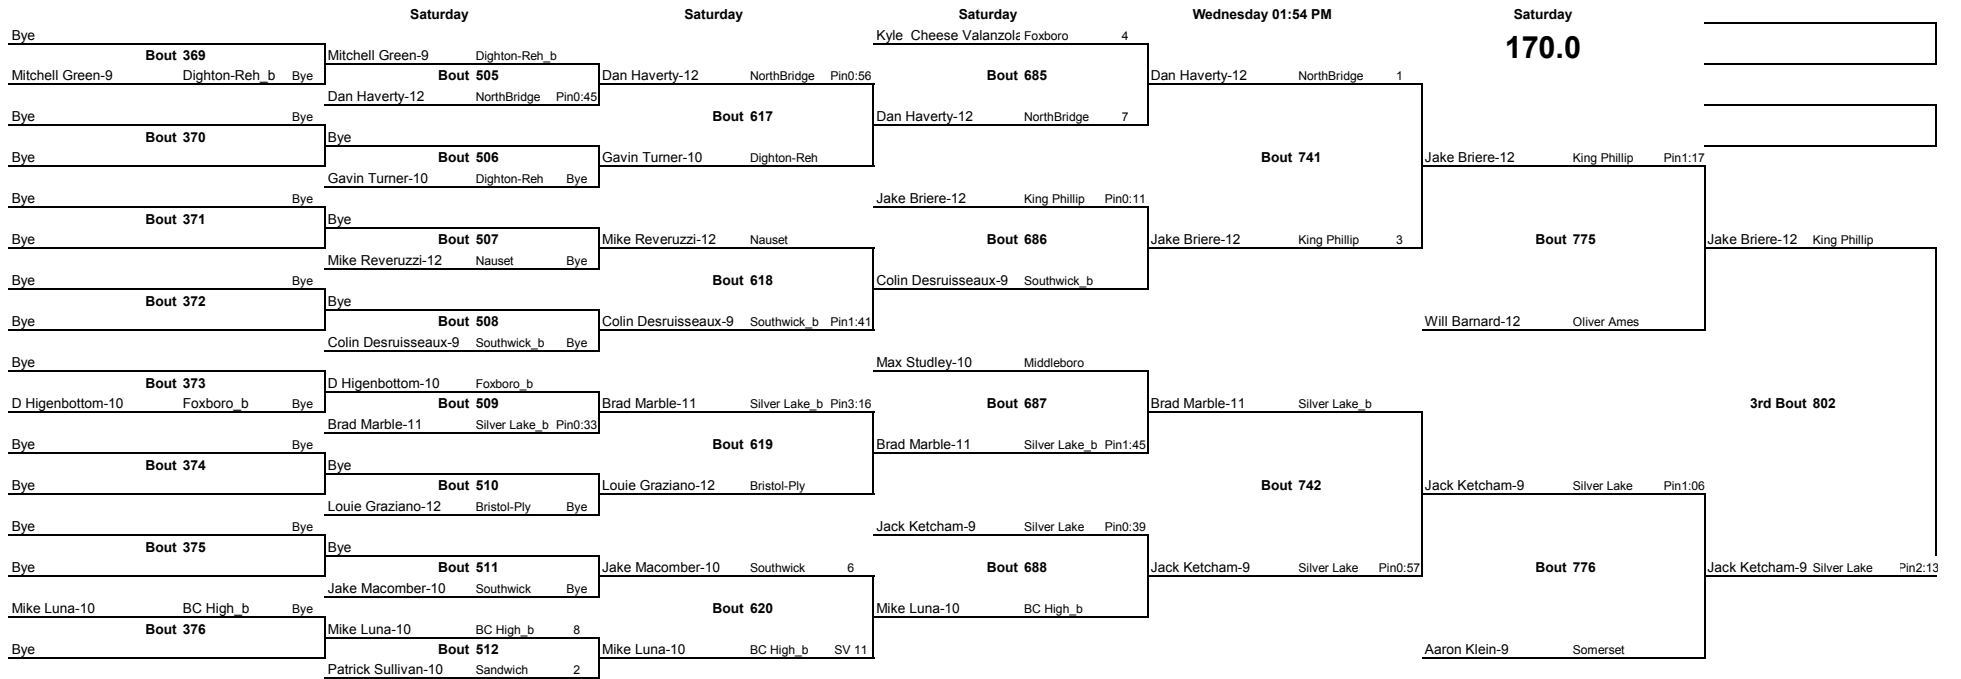 Saturday Saturday Saturday Wednesday 01:54 PM Saturday
Bye Kyle Cheese Valanzola Foxboro 4
170.0
Bout 369 Mitchell Green-9 Dighton-Reh_b
Mitchell Green-9 Dighton-Reh_b Bye Bout 505 Dan Haverty-12 NorthBridge Pin0:56 Bout 685 Dan Haverty-12 NorthBridge 1
Dan Haverty-12 NorthBridge Pin0:45
Bye Bye Bout 617 Dan Haverty-12 NorthBridge 7
Bout 370 Bye
Bye Bout 506 Gavin Turner-10 Dighton-Reh Bout 741 Jake Briere-12 King Phillip Pin1:17
Gavin Turner-10 Dighton-Reh Bye
Bye Bye Jake Briere-12 King Phillip Pin0:11
Bout 371 Bye
Bye Bout 507 Mike Reveruzzi-12 Nauset Bout 686 Jake Briere-12 King Phillip 3 Bout 775 Jake Briere-12 King Phillip
Mike Reveruzzi-12 Nauset Bye
Bye Bye Bout 618 Colin Desruisseaux-9 Southwick_b
Bout 372 Bye
Bye Bout 508 Colin Desruisseaux-9 Southwick_b Pin1:41 Will Barnard-12 Oliver Ames
Colin Desruisseaux-9 Southwick_b Bye
Bye Max Studley-10 Middleboro
Bout 373 D Higenbottom-10 Foxboro_b
D Higenbottom-10 Foxboro_b Bye Bout 509 Brad Marble-11 Silver Lake_b Pin3:16 Bout 687 Brad Marble-11 Silver Lake_b 3rd Bout 802
Brad Marble-11 Silver Lake_b Pin0:33
Bye Bye Bout 619 Brad Marble-11 Silver Lake_b Pin1:45
Bout 374 Bye
Bye Bout 510 Louie Graziano-12 Bristol-Ply Bout 742 Jack Ketcham-9 Silver Lake Pin1:06
Louie Graziano-12 Bristol-Ply Bye
Bye Bye Jack Ketcham-9 Silver Lake Pin0:39
Bout 375 Bye
Bye Bout 511 Jake Macomber-10 Southwick 6 Bout 688 Jack Ketcham-9 Silver Lake Pin0:57 Bout 776 Jack Ketcham-9 Silver Lake Pin2:13
Jake Macomber-10 Southwick Bye
Mike Luna-10 BC High_b Bye Bout 620 Mike Luna-10 BC High_b
Bout 376 Mike Luna-10 BC High_b 8
Bye Bout 512 Mike Luna-10 BC High_b SV 11 Aaron Klein-9 Somerset
Patrick Sullivan-10 Sandwich 2